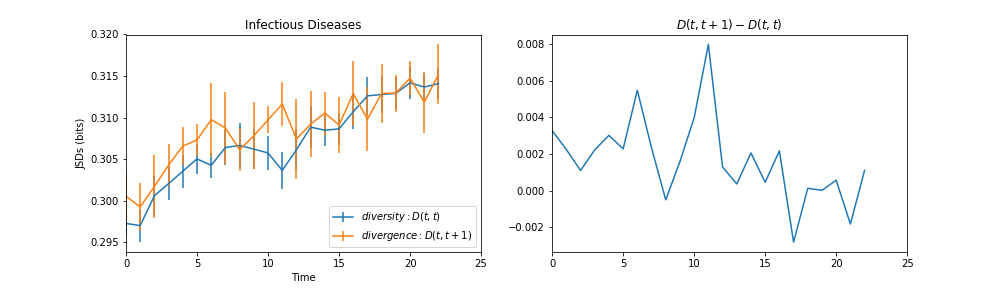 Infectious Diseases
JSDs (bits)
0.320
0.315
0.310
0.305
0.300
0.295
0 5 10 15 20 25
Time
diversity: D(t, t)
divergence: D(t, t + 1)
D(t, t + 1) − D(t, t)
0.008
0.006
0.004
0.002
0.000
−0.002
0 5 10 15 20 25